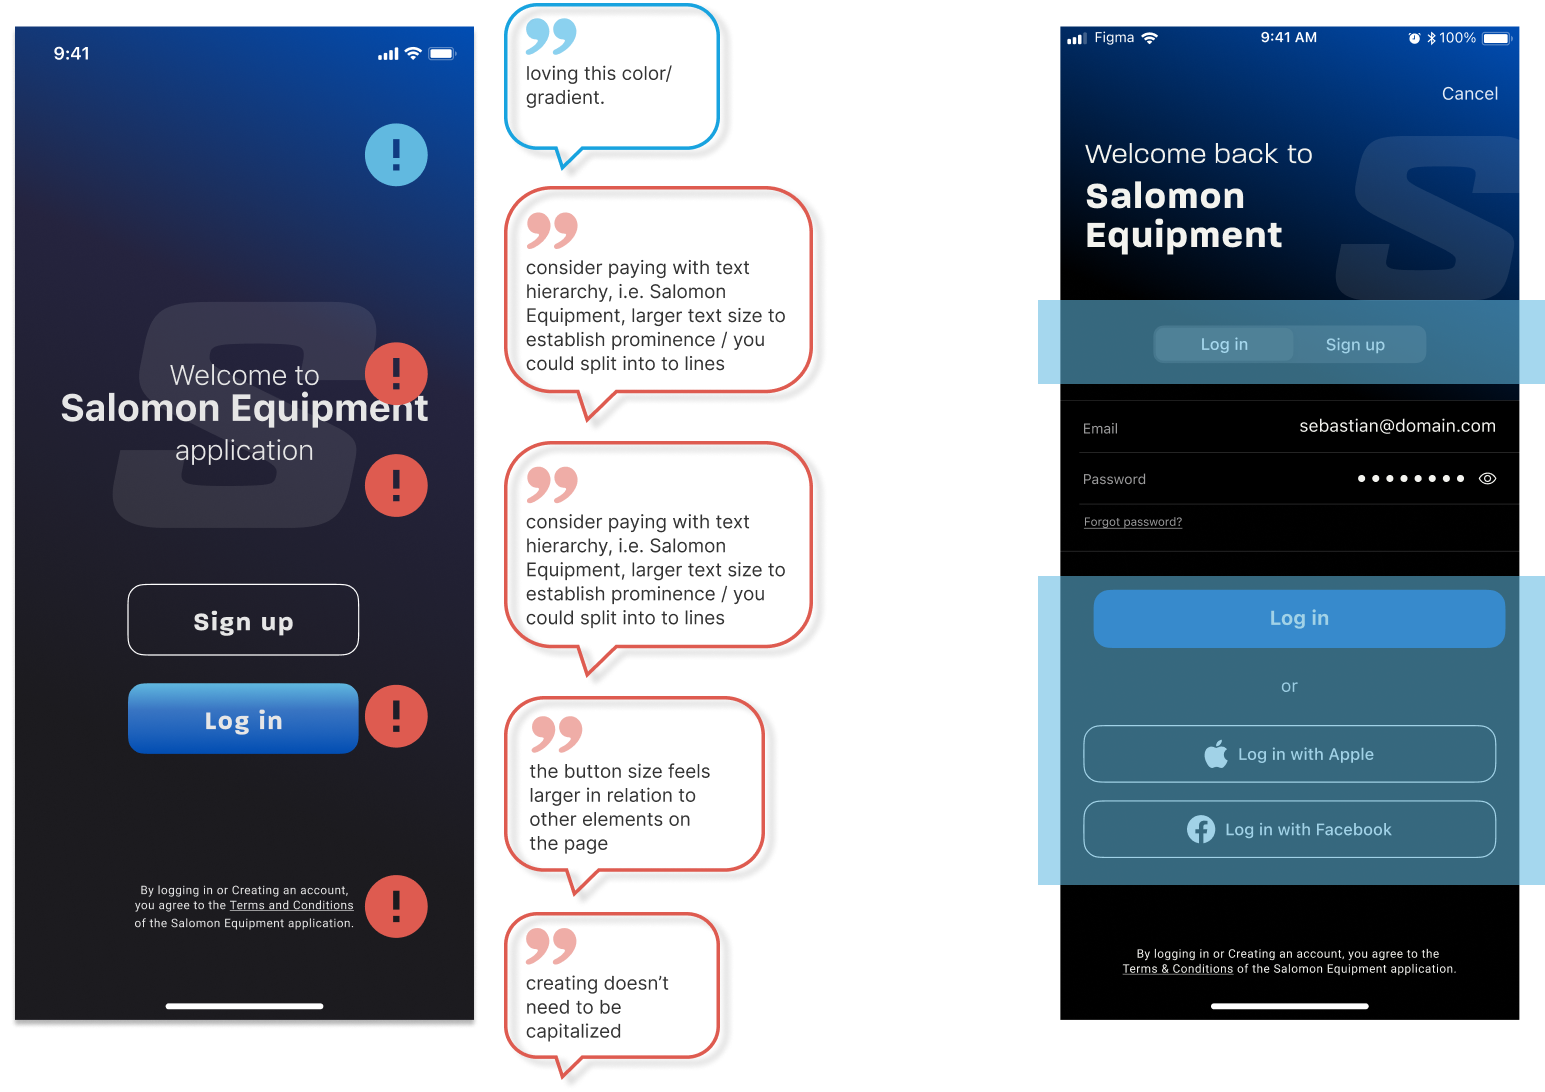 9:41
Welcome to
Salomon Equipment
application
Sign up
Log in
By logging in or Creating an account,
you agree to the Terms and Conditions
of the Salomon Equipment application.
loving this color/
gradient.
consider paying with text
hierarchy, i.e. Salomon
Equipment, larger text size to
establish prominence / you
could split into to lines
consider paying with text
hierarchy, i.e. Salomon
Equipment, larger text size to
establish prominence / you
could split into to lines
the button size feels
larger in relation to
other elements on
the page
creating doesn’t
need to be
capitalized
Figma 9:41 AM 100%
Cancel
Welcome back to
Salomon
Equipment
Log in Sign up
Email sebastian@domain.com
Password
Forgot password?
Log in
or
Log in with Apple
Log in with Facebook
By logging in or Creating an account, you agree to the
Terms & Conditions of the Salomon Equipment application.